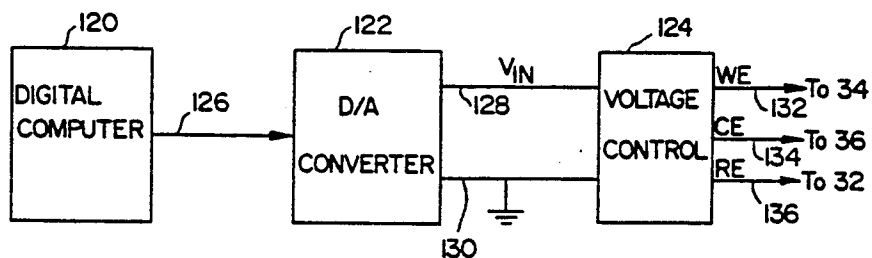 120
122
124
DIGITAL
COMPUTER
126
D/A
CONVERTER
VIN
128
130
VOLTAGE
CONTROL
WE
132
To 34
CE
134
To 36
RE
136
To 32